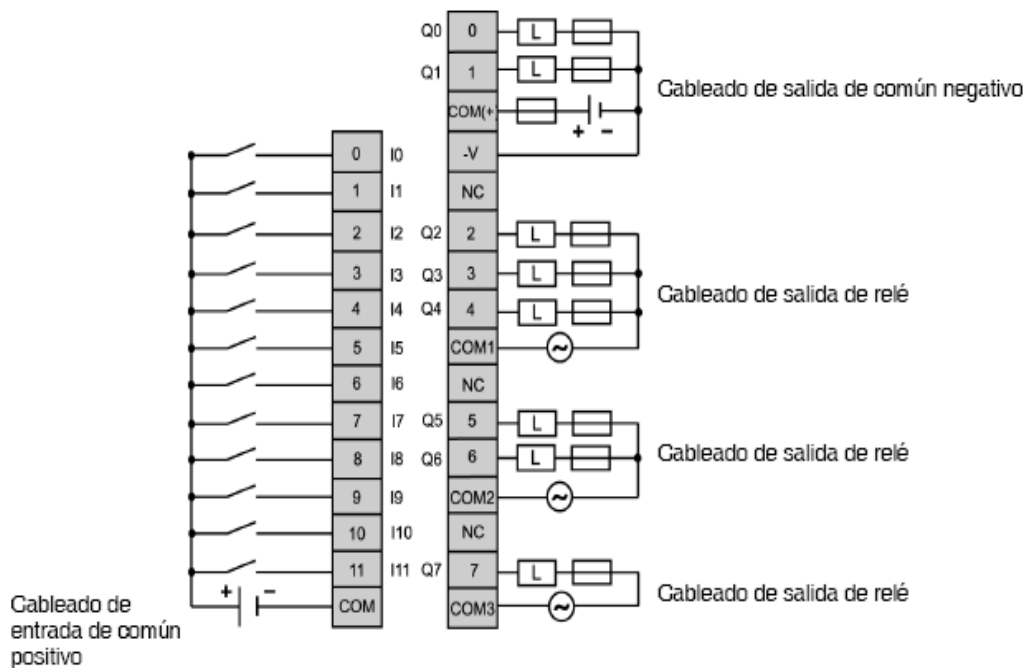 Q0 0 L
Q1 1 L
Cableado de salida de común negativo
COM(+) + −
0 I0 -V
1 I1 NC
2 I2 Q2 2 L
3 I3 Q3 3 L
Cableado de salida de relé
4 I4 Q4 4 L
5 I5 COM1 ~
6 I6 NC
7 I7 Q5 5 L
8 I8 Q6 6 L
Cableado de salida de relé
9 I9 COM2 ~
10 I10 NC
11 I11 Q7 7 L
Cableado de salida de relé
+ − COM COM3 ~
Cableado de
entrada de común
positivo